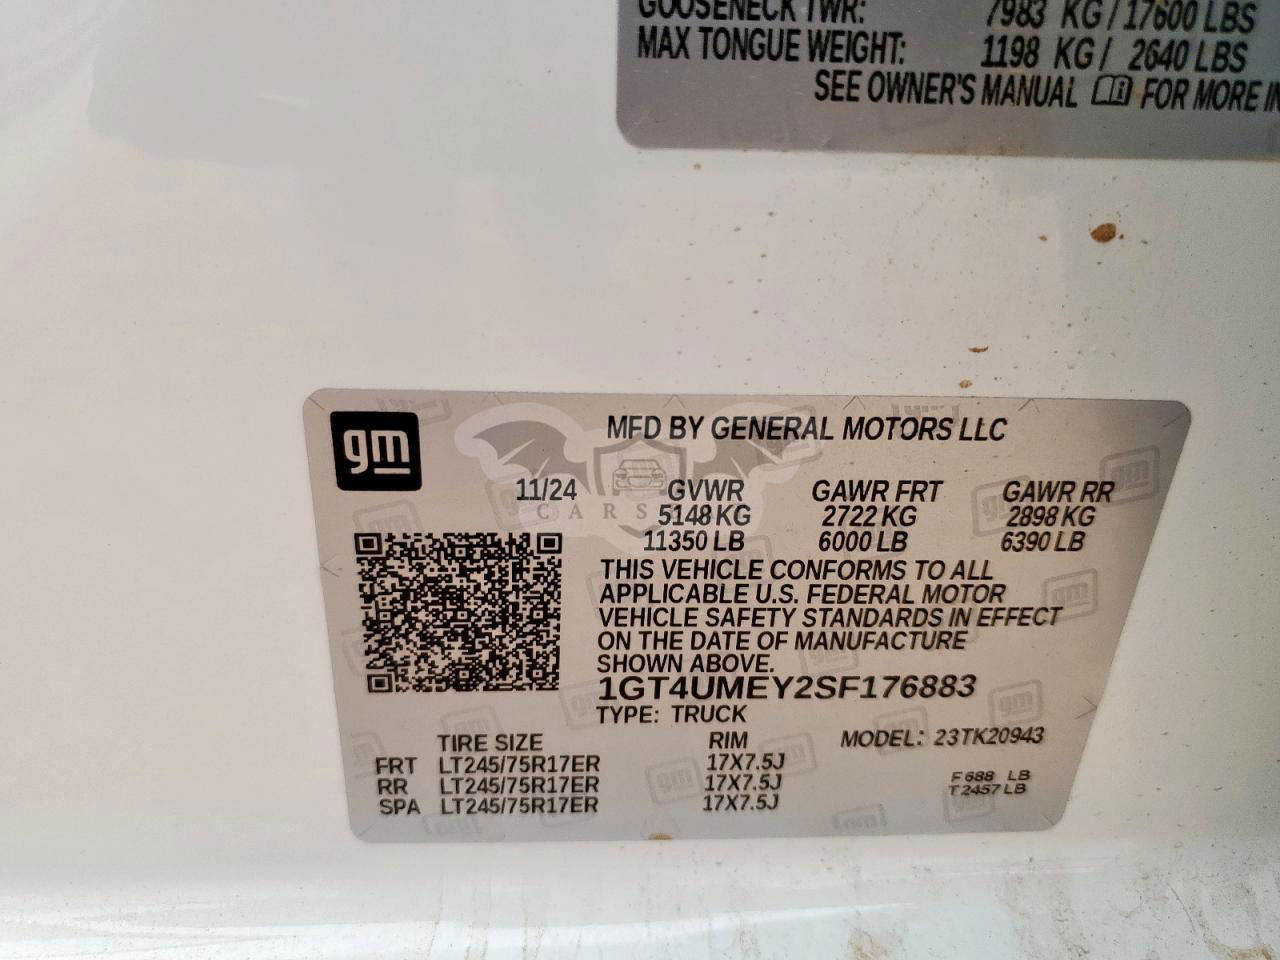 GOOSENECK TWR: 7983 KG / 17600 LBS
MAX TONGUE WEIGHT: 1198 KG / 2640 LBS
SEE OWNER'S MANUAL FOR MORE
gm
MFD BY GENERAL MOTORS LLC
11/24 GVWR GAWR FRT GAWR RR
CARS
5148 KG 2722 KG 2898 KG
11350 LB 6000 LB 6390 LB
THIS VEHICLE CONFORMS TO ALL
APPLICABLE U.S. FEDERAL MOTOR
VEHICLE SAFETY STANDARDS IN EFFECT
ON THE DATE OF MANUFACTURE
SHOWN ABOVE.
1GT4UMEY2SF176883
TYPE: TRUCK
TIRE SIZE RIM MODEL: 23TK20943
FRT LT245/75R17ER 17X7.5J
RR LT245/75R17ER 17X7.5J F 688 LB
SPA LT245/75R17ER 17X7.5J T 2457 LB